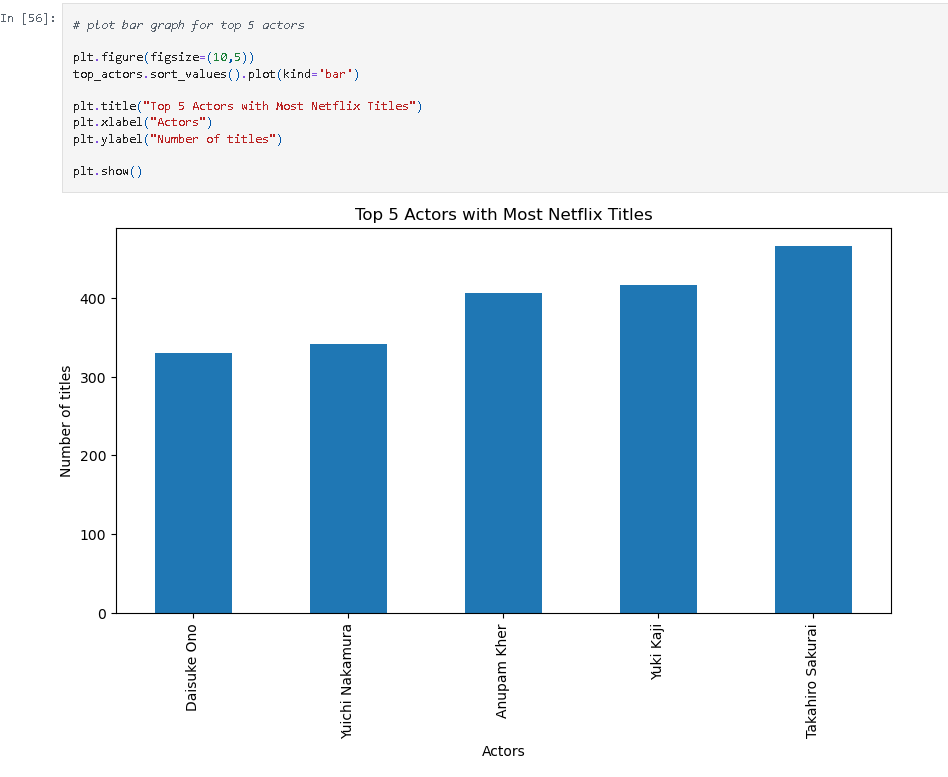 In [56]:
# plot bar graph for top 5 actors
plt.figure(figsize=(10,5))
top_actors.sort_values().plot(kind='bar')
plt.title("Top 5 Actors with Most Netflix Titles")
plt.xlabel("Actors")
plt.ylabel("Number of titles")
plt.show()
Top 5 Actors with Most Netflix Titles
Number of titles
400
300
200
100
0
Daisuke Ono
Yuichi Nakamura
Anupam Kher
Yuki Kaji
Takahiro Sakurai
Actors